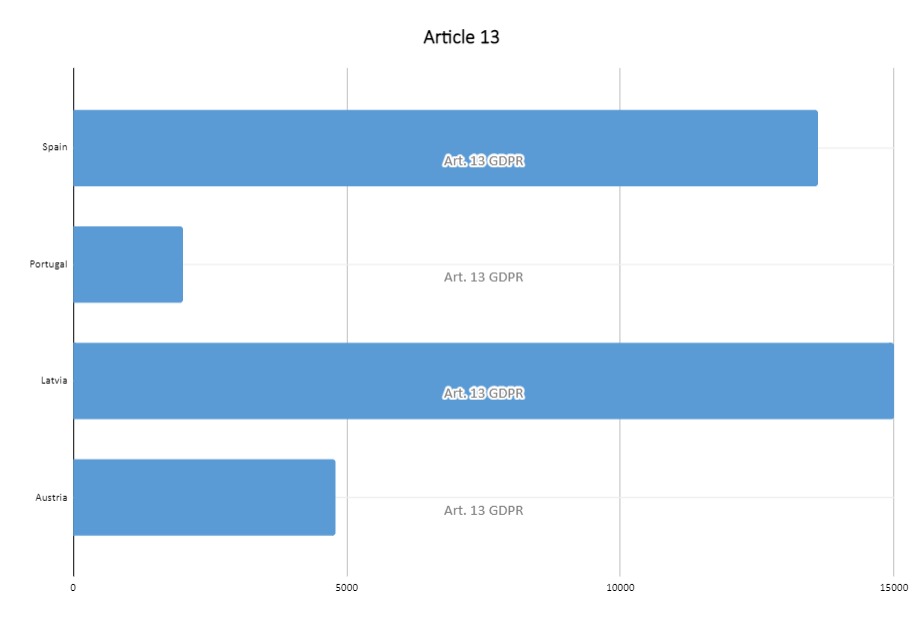 Article 13
Spain
Art. 13 GDPR
Portugal
Art. 13 GDPR
Latvia
Art. 13 GDPR
Austria
Art. 13 GDPR
0 5000 10000 15000